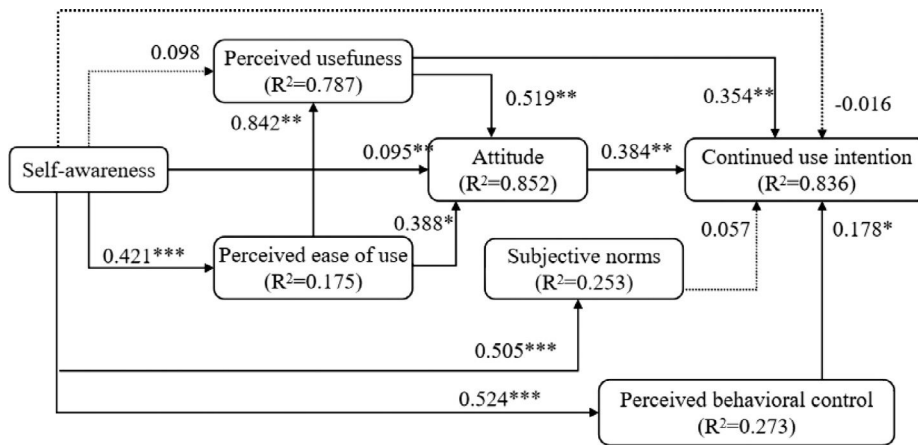 0.098
Perceived usefuness
(R²=0.787)
0.519**
0.354**
-0.016
0.842**
Self-awareness
0.095**
Attitude
(R²=0.852)
0.384**
Continued use intention
(R²=0.836)
0.421***
Perceived ease of use
(R²=0.175)
0.388*
Subjective norms
(R²=0.253)
0.057
0.178*
0.505***
0.524***
Perceived behavioral control
(R²=0.273)